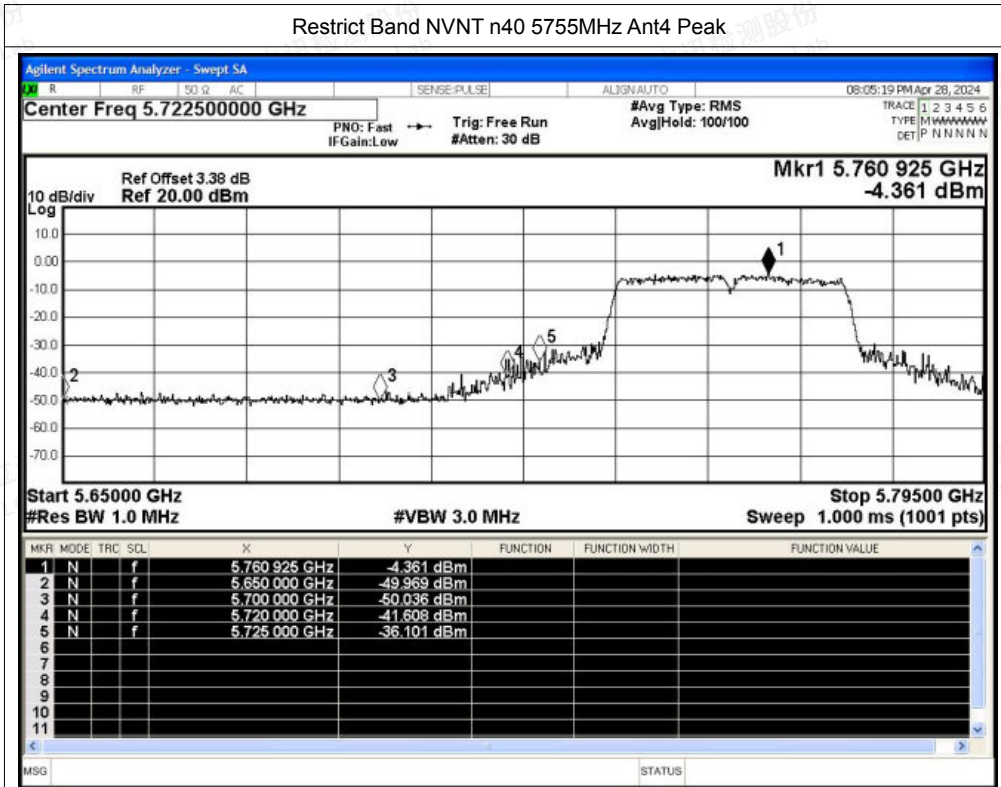 Restrict Band NVNT n40 5755MHz Ant4 Peak
Agilent Spectrum Analyzer - Swept SA
LXI R RF 50 Ω AC SENSE:PULSE ALIGNAUTO 08:05:19 PM Apr 28, 2024
Center Freq 5.722500000 GHz
PNO: Fast
IFGain:Low
Trig: Free Run
#Atten: 30 dB
#Avg Type: RMS
Avg|Hold: 100/100
TRACE 1 2 3 4 5 6
TYPE M W W W W W
DET P N N N N N
Mkr1 5.760 925 GHz
-4.361 dBm
Ref Offset 3.38 dB
10 dB/div Ref 20.00 dBm
Log
10.0
0.00
-10.0
-20.0
-30.0
-40.0
-50.0
-60.0
-70.0
1
2
3
4
5
Start 5.65000 GHz Stop 5.79500 GHz
#Res BW 1.0 MHz #VBW 3.0 MHz Sweep 1.000 ms (1001 pts)
MKR MODE TRC SCL X Y FUNCTION FUNCTION WIDTH FUNCTION VALUE
1 N f 5.760 925 GHz -4.361 dBm
2 N f 5.650 000 GHz -49.969 dBm
3 N f 5.700 000 GHz -50.036 dBm
4 N f 5.720 000 GHz -41.608 dBm
5 N f 5.725 000 GHz -36.101 dBm
6
7
8
9
10
11
MSG STATUS